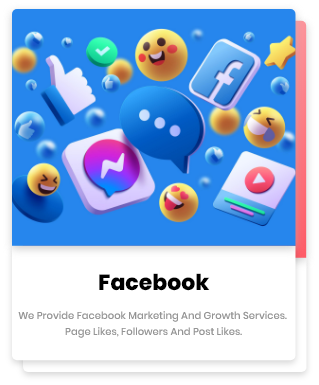 Facebook
We Provide Facebook Marketing And Growth Services.
Page Likes, Followers And Post Likes.